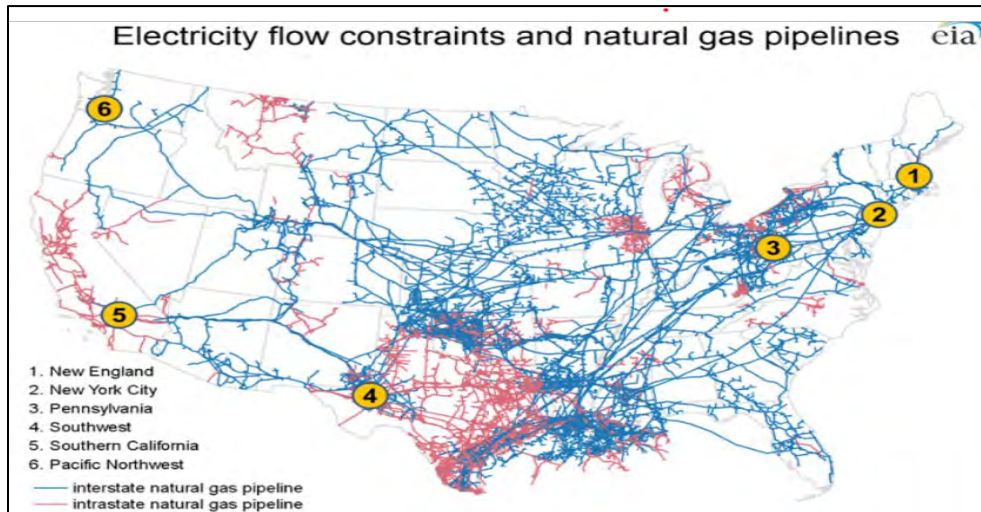 Electricity flow constraints and natural gas pipelines
eia
6
1
2
3
5
4
1. New England
2. New York City
3. Pennsylvania
4. Southwest
5. Southern California
6. Pacific Northwest
interstate natural gas pipeline
intrastate natural gas pipeline